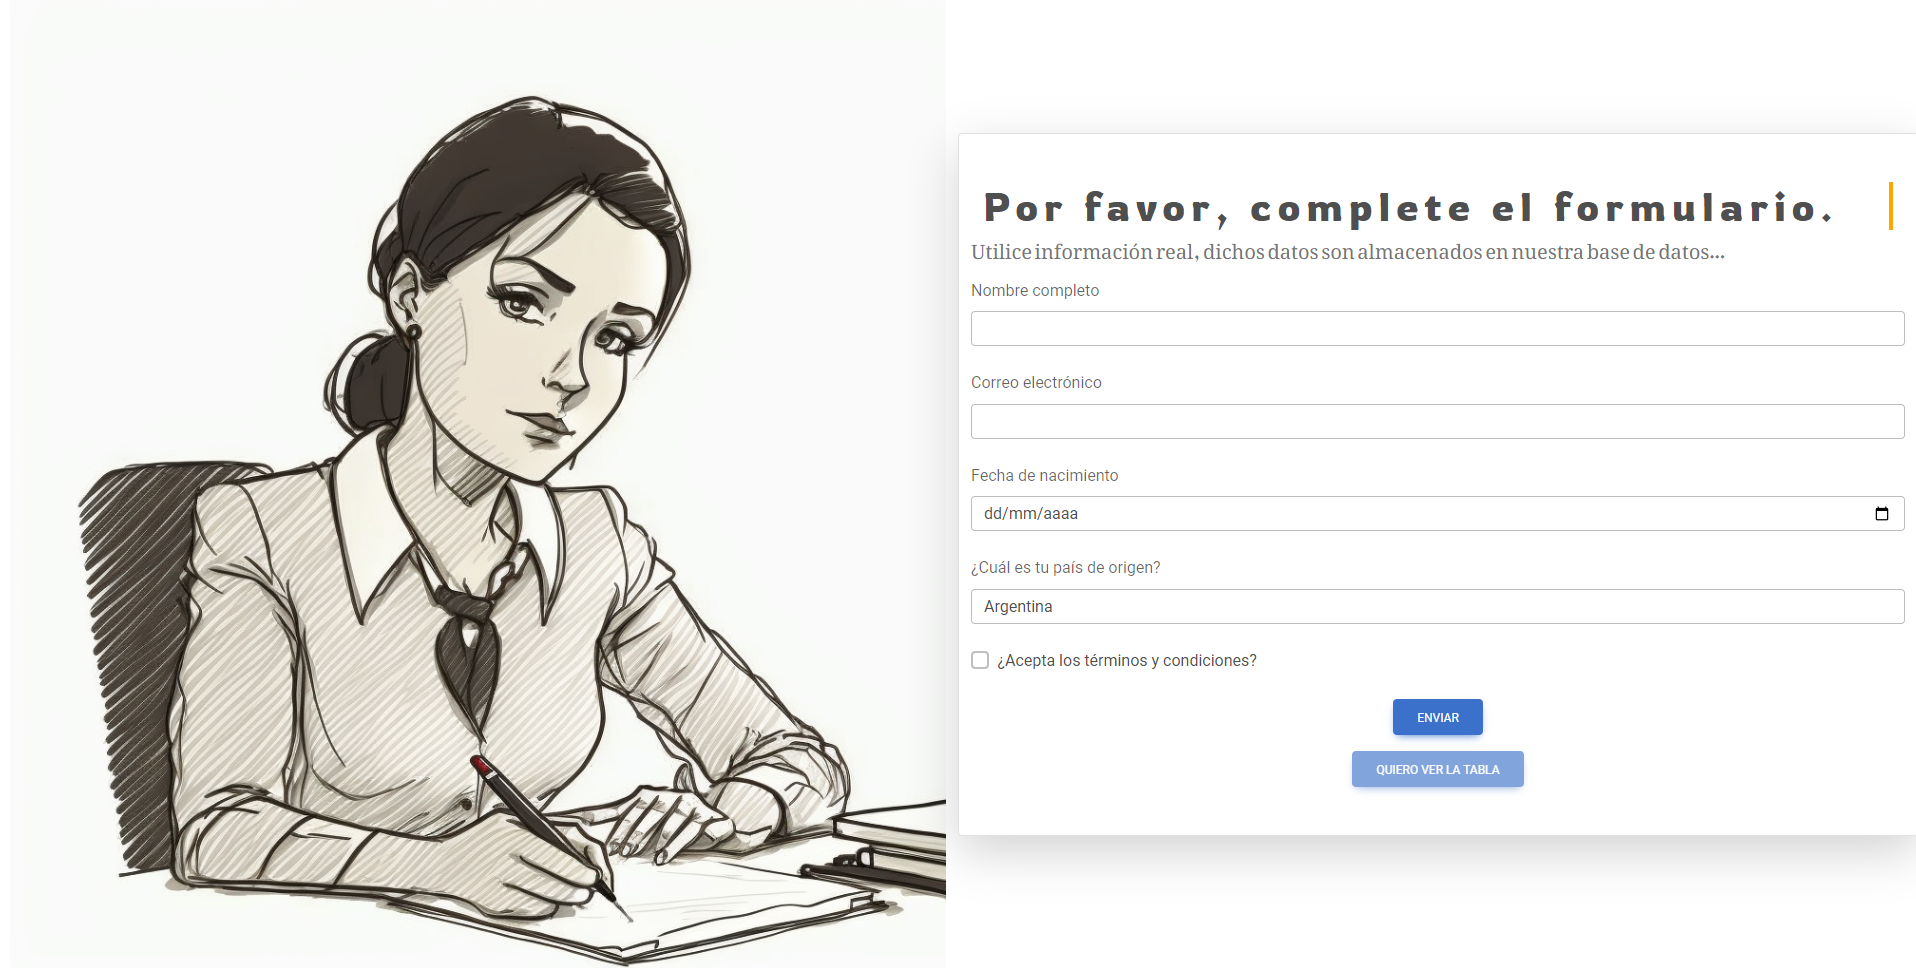 Por favor, complete el formulario.
Utilice información real, dichos datos son almacenados en nuestra base de datos...
Nombre completo
Correo electrónico
Fecha de nacimiento
dd/mm/aaaa
¿Cuál es tu país de origen?
Argentina
¿Acepta los términos y condiciones?
ENVIAR
QUIERO VER LA TABLA